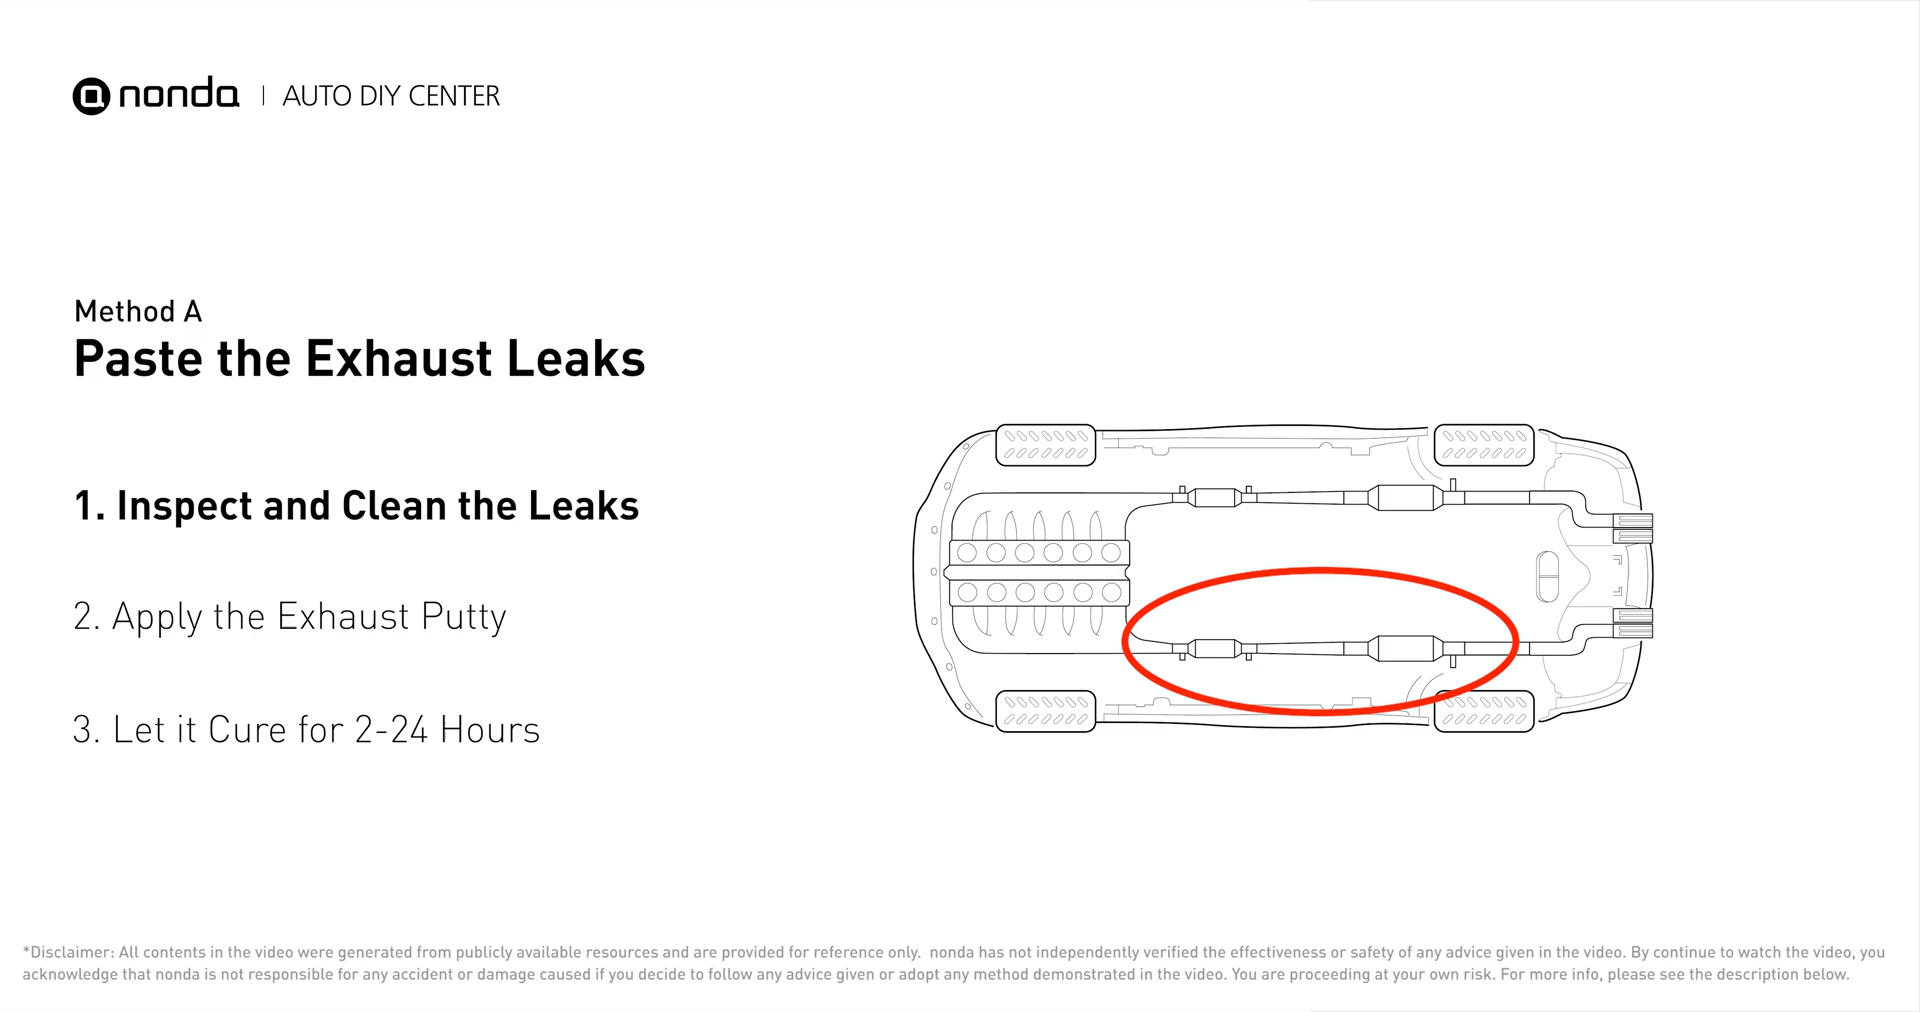 nonda | AUTO DIY CENTER
Method A
Paste the Exhaust Leaks
1. Inspect and Clean the Leaks
2. Apply the Exhaust Putty
3. Let it Cure for 2-24 Hours
*Disclaimer: All contents in the video were generated from publicly available resources and are provided for reference only. nonda has not independently verified the effectiveness or safety of any advice given in the video. By continue to watch the video, you
acknowledge that nonda is not responsible for any accident or damage caused if you decide to follow any advice given or adopt any method demonstrated in the video. You are proceeding at your own risk. For more info, please see the description below.